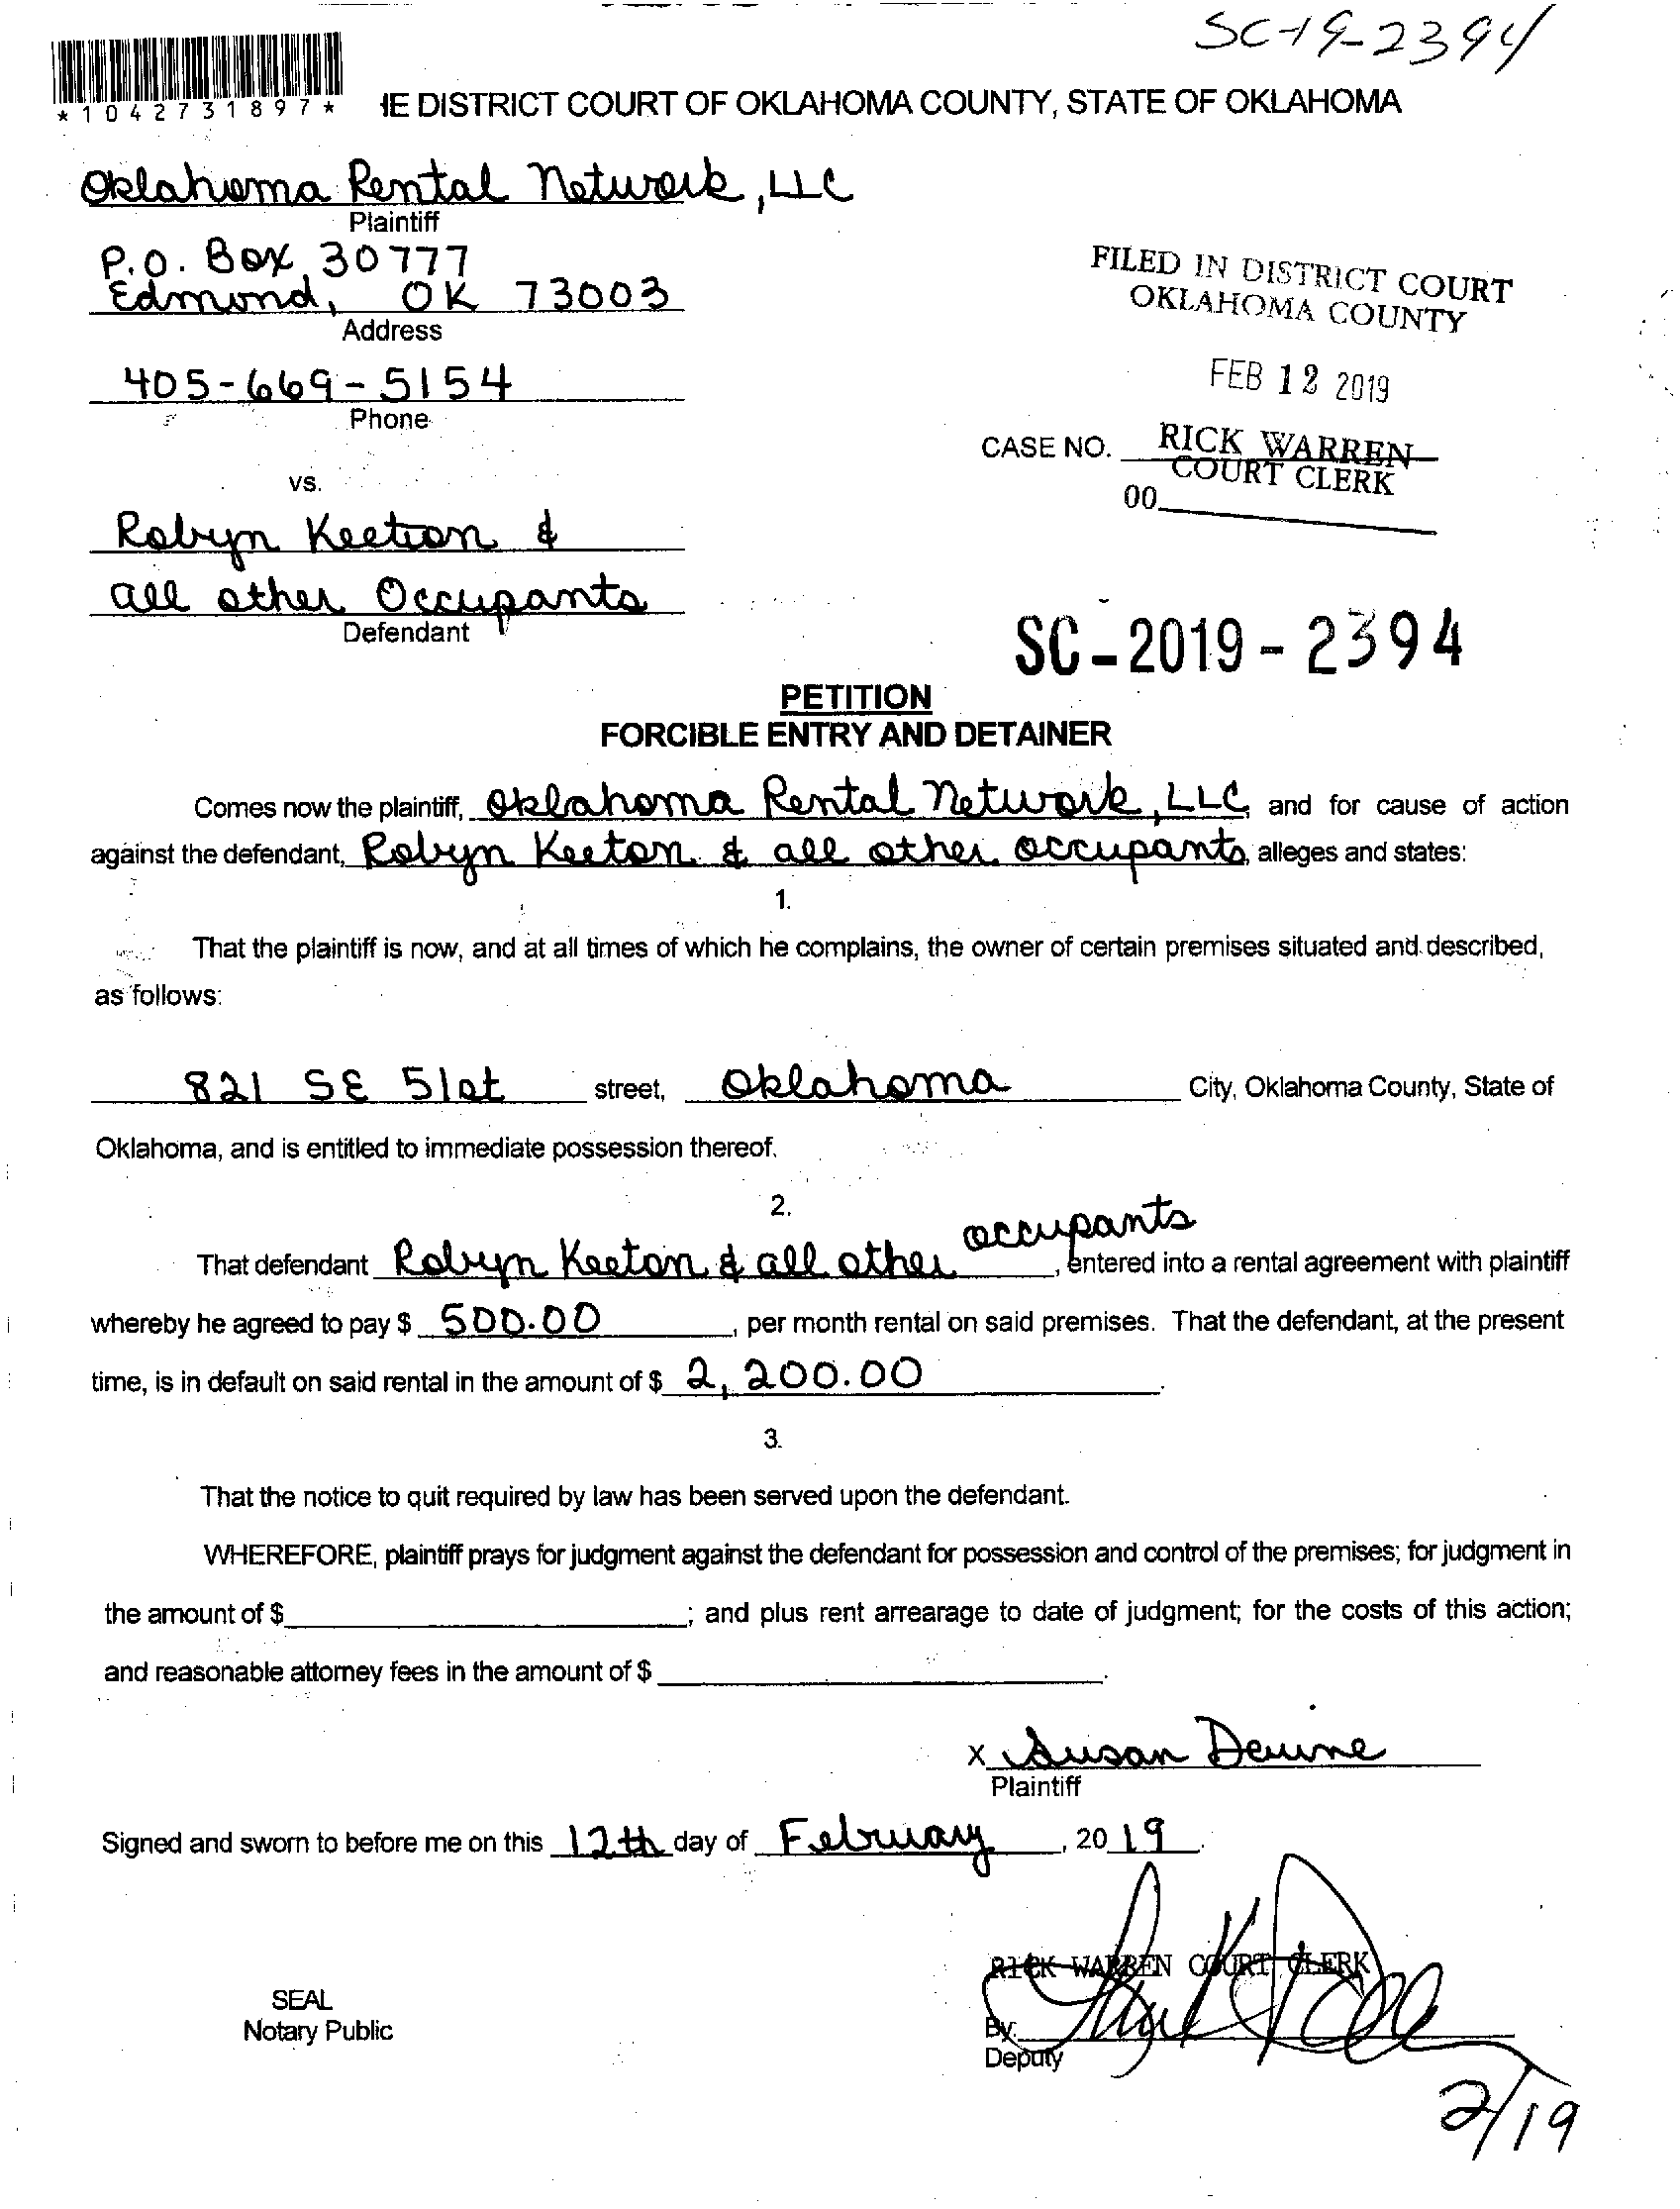 SC-19-2394
*1042731897*
HE DISTRICT COURT OF OKLAHOMA COUNTY, STATE OF OKLAHOMA
Oklahoma Rental Network, LLC
Plaintiff
P.O. Box 30777
Edmond, OK 73003
Address
405-669-5154
Phone
FILED IN DISTRICT COURT
OKLAHOMA COUNTY
FEB 12 2019
CASE NO. RICK WARREN
COURT CLERK
00
vs.
Robyn Keeton &
all other Occupants
Defendant
SC-2019-2394
PETITION
FORCIBLE ENTRY AND DETAINER
Comes now the plaintiff, Oklahoma Rental Network, LLC, and for cause of action
against the defendant, Robyn Keeton & all other occupants, alleges and states:
1.
That the plaintiff is now, and at all times of which he complains, the owner of certain premises situated and described,
as follows:
821 SE 51st street, Oklahoma City, Oklahoma County, State of
Oklahoma, and is entitled to immediate possession thereof.
2.
That defendant Robyn Keeton & all other occupants, entered into a rental agreement with plaintiff
whereby he agreed to pay $ 500.00, per month rental on said premises. That the defendant, at the present
time, is in default on said rental in the amount of $ 2,200.00.
3.
That the notice to quit required by law has been served upon the defendant.
WHEREFORE, plaintiff prays for judgment against the defendant for possession and control of the premises; for judgment in
the amount of $ ; and plus rent arrearage to date of judgment; for the costs of this action;
and reasonable attorney fees in the amount of $ .
x Susan Devine
Plaintiff
Signed and sworn to before me on this 12th day of February, 2019.
RICK WARREN COURT CLERK
SEAL
Notary Public
By:
Deputy
2/19